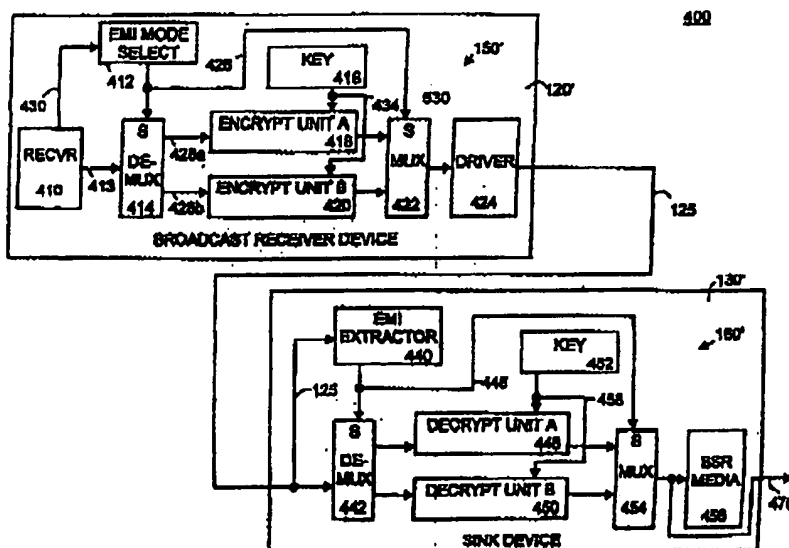 400
EMI MODE
SELECT
412
426
KEY
416
150'
120'
430
434
530
RECVR
410
413
S
DE-
MUX
414
428a
428b
ENCRYPT UNIT A
418
ENCRYPT UNIT B
420
S
MUX
422
DRIVER
424
125
BROADCAST RECEIVER DEVICE
130'
EMI
EXTRACTOR
440
KEY
452
160'
125
446
458
S
DE-
MUX
442
DECRYPT UNIT A
448
DECRYPT UNIT B
450
S
MUX
454
BSR
MEDIA
456
470
SINK DEVICE